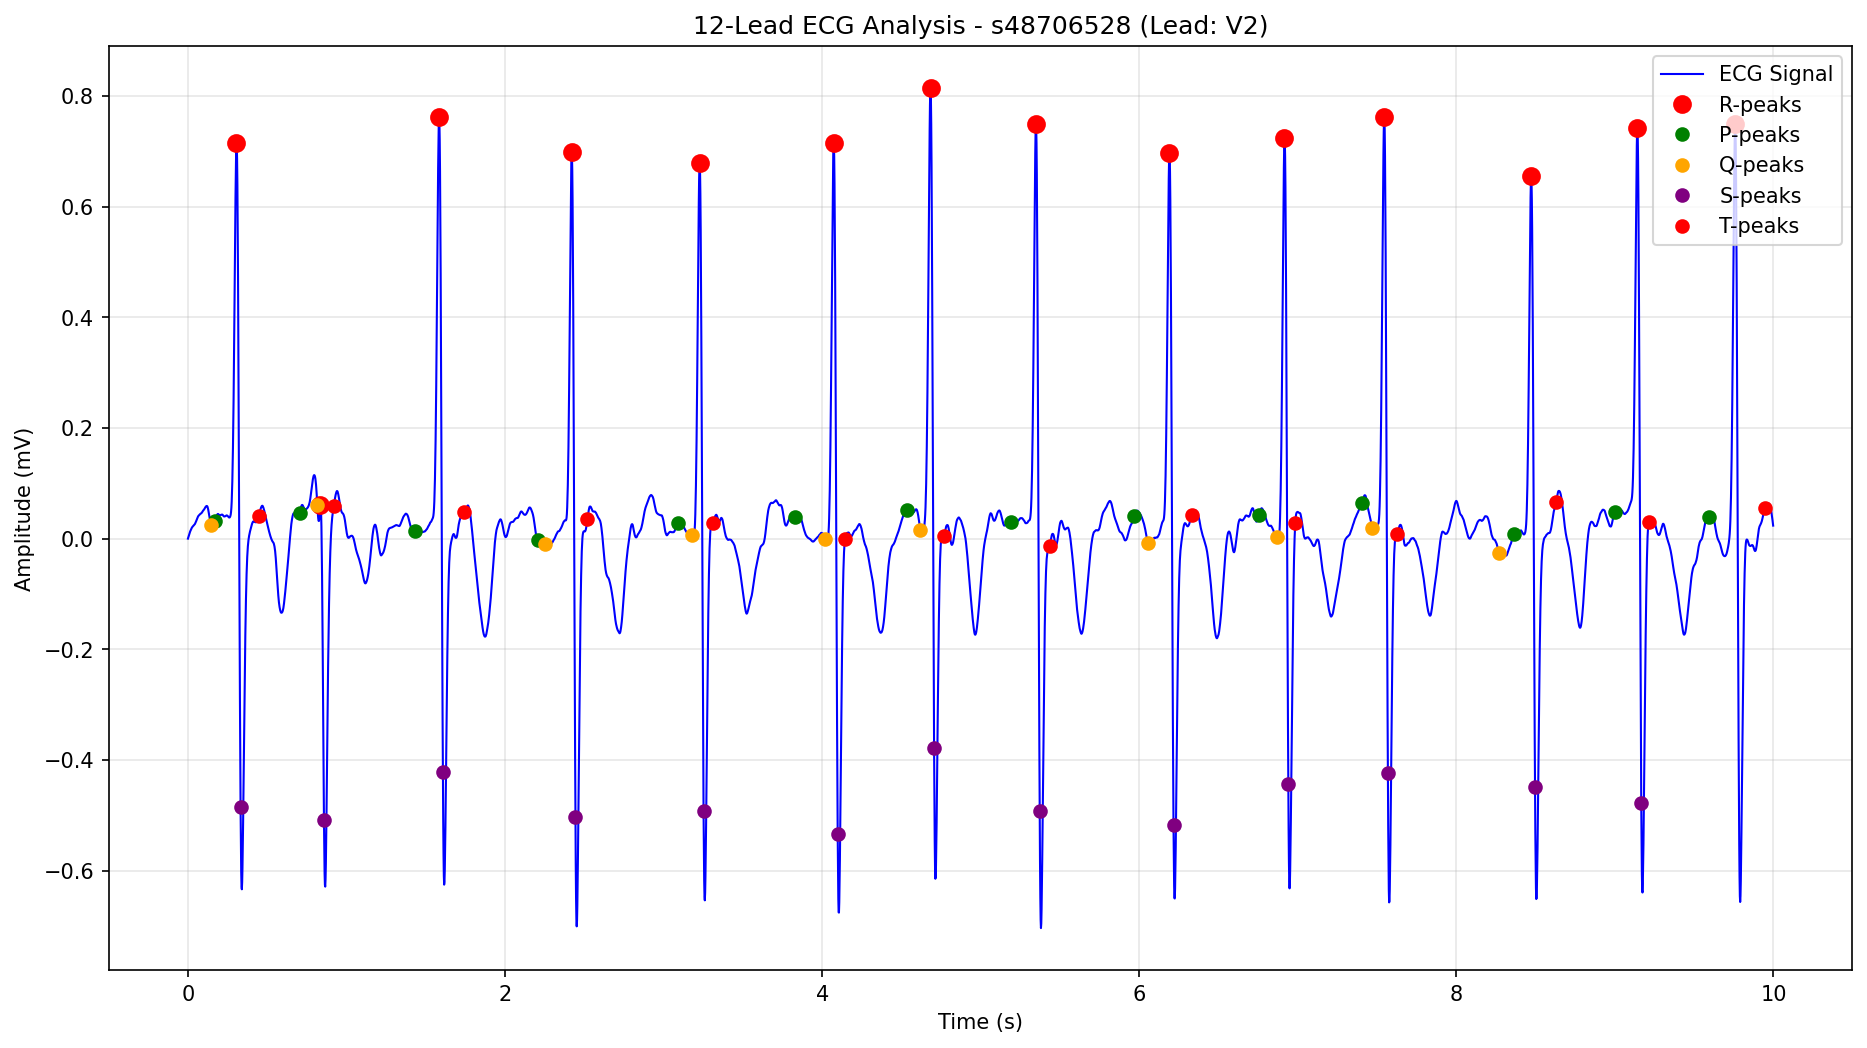 12-Lead ECG Analysis - s48706528 (Lead: V2)
ECG Signal
R-peaks
P-peaks
Q-peaks
S-peaks
T-peaks
Amplitude (mV)
0.8
0.6
0.4
0.2
0.0
−0.2
−0.4
−0.6
0
2
4
6
8
10
Time (s)